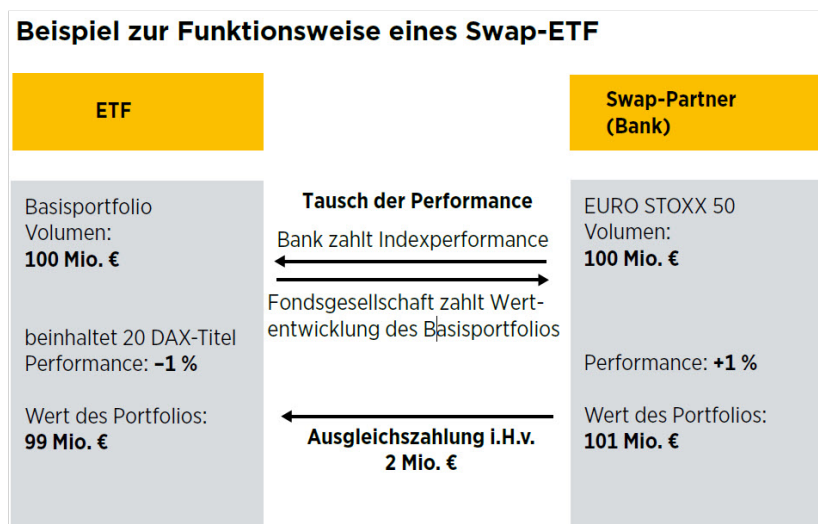 Beispiel zur Funktionsweise eines Swap-ETF
ETF
Swap-Partner
(Bank)
Basisportfolio
Volumen:
100 Mio. €
beinhaltet 20 DAX-Titel
Performance: –1 %
Wert des Portfolios:
99 Mio. €
Tausch der Performance
Bank zahlt Indexperformance
Fondsgesellschaft zahlt Wert-
entwicklung des Basisportfolios
Ausgleichszahlung i.H.v.
2 Mio. €
EURO STOXX 50
Volumen:
100 Mio. €
Performance: +1 %
Wert des Portfolios:
101 Mio. €